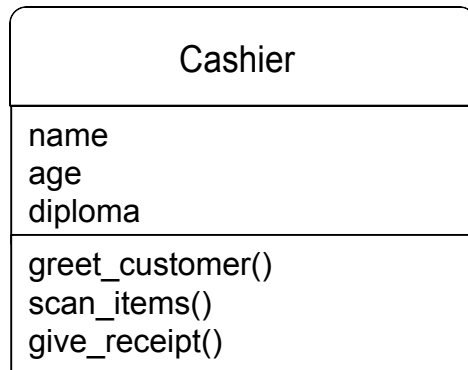 Cashier
name
age
diploma
greet_customer()
scan_items()
give_receipt()